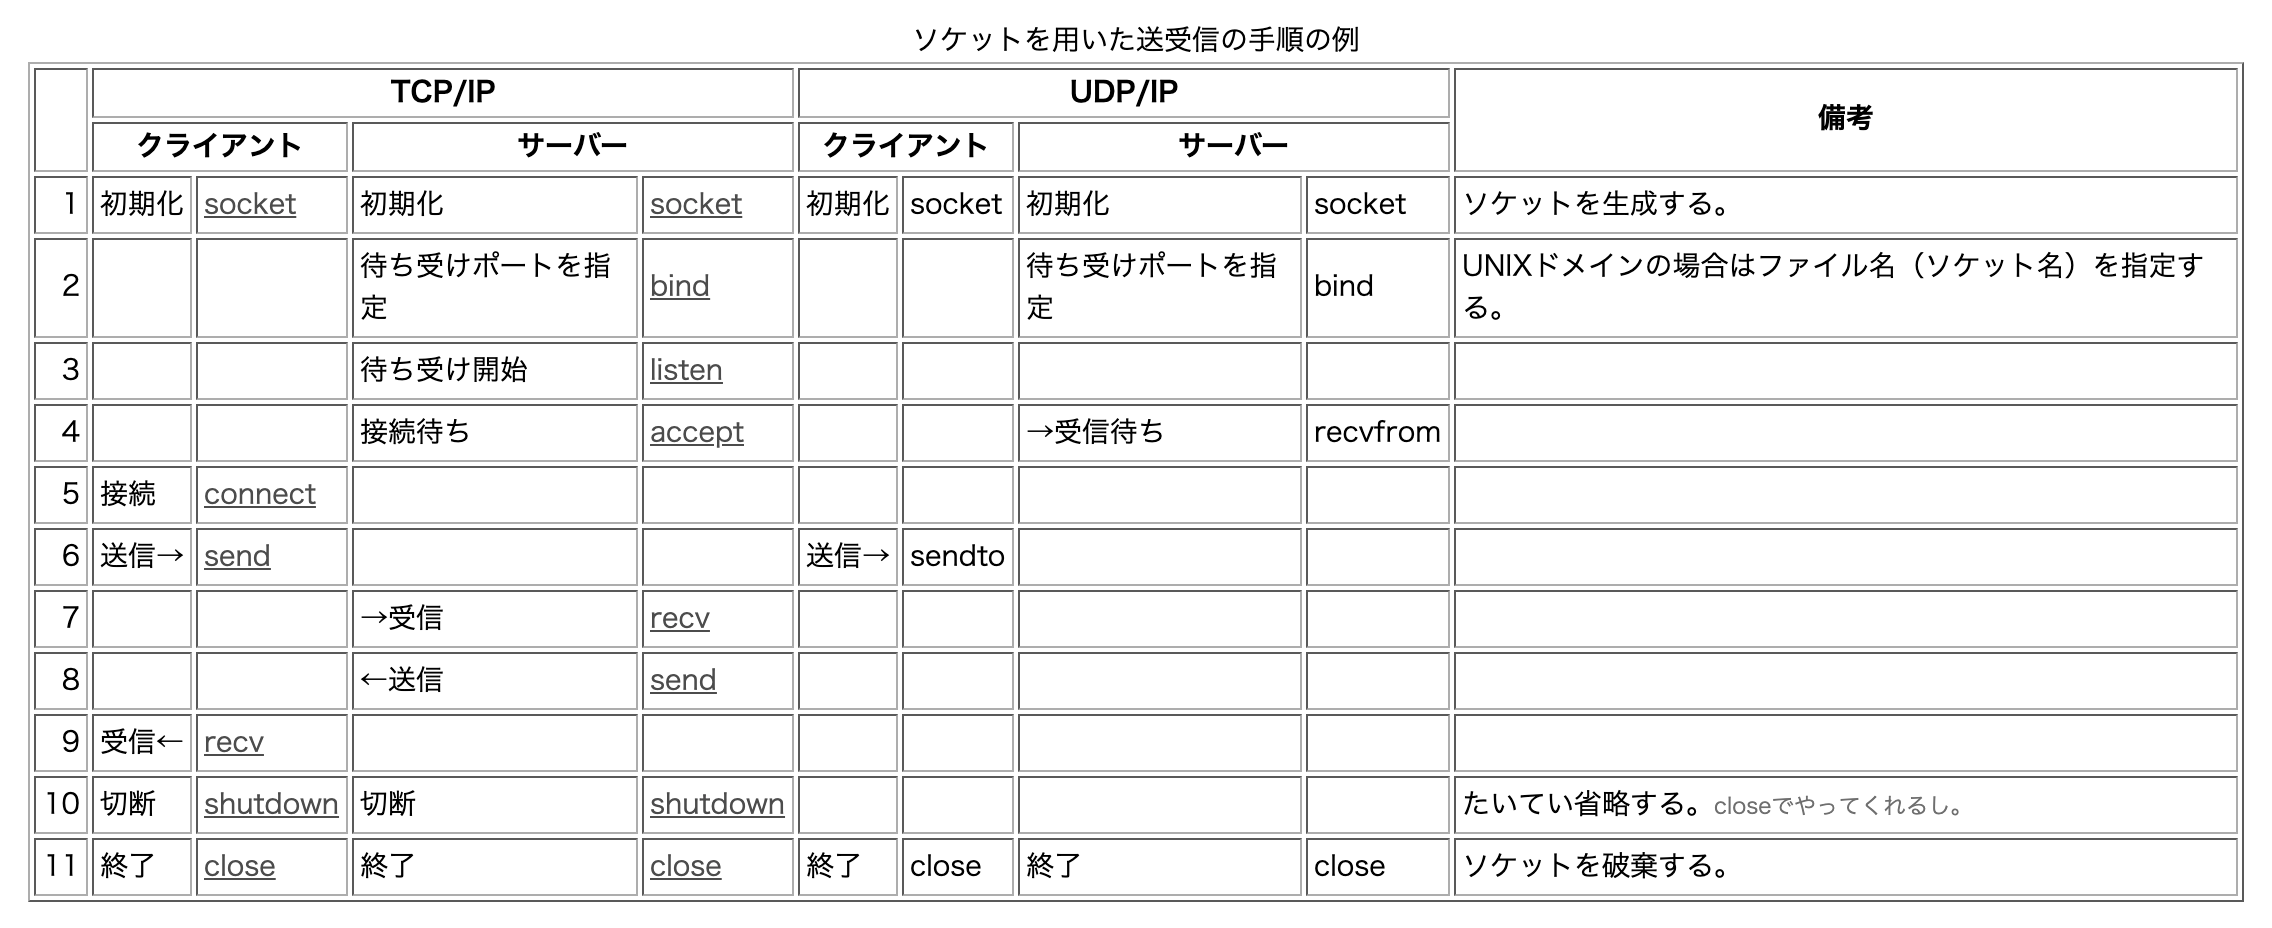 ソケットを用いた送受信の手順の例
TCP/IP UDP/IP 備考
クライアント サーバー クライアント サーバー
1 初期化 socket 初期化 socket 初期化 socket 初期化 socket ソケットを生成する。
2 待ち受けポートを指定 bind 待ち受けポートを指定 bind UNIXドメインの場合はファイル名（ソケット名）を指定する。
3 待ち受け開始 listen
4 接続待ち accept →受信待ち recvfrom
5 接続 connect
6 送信→ send 送信→ sendto
7 →受信 recv
8 ←送信 send
9 受信← recv
10 切断 shutdown 切断 shutdown たいてい省略する。closeでやってくれるし。
11 終了 close 終了 close 終了 close 終了 close ソケットを破棄する。